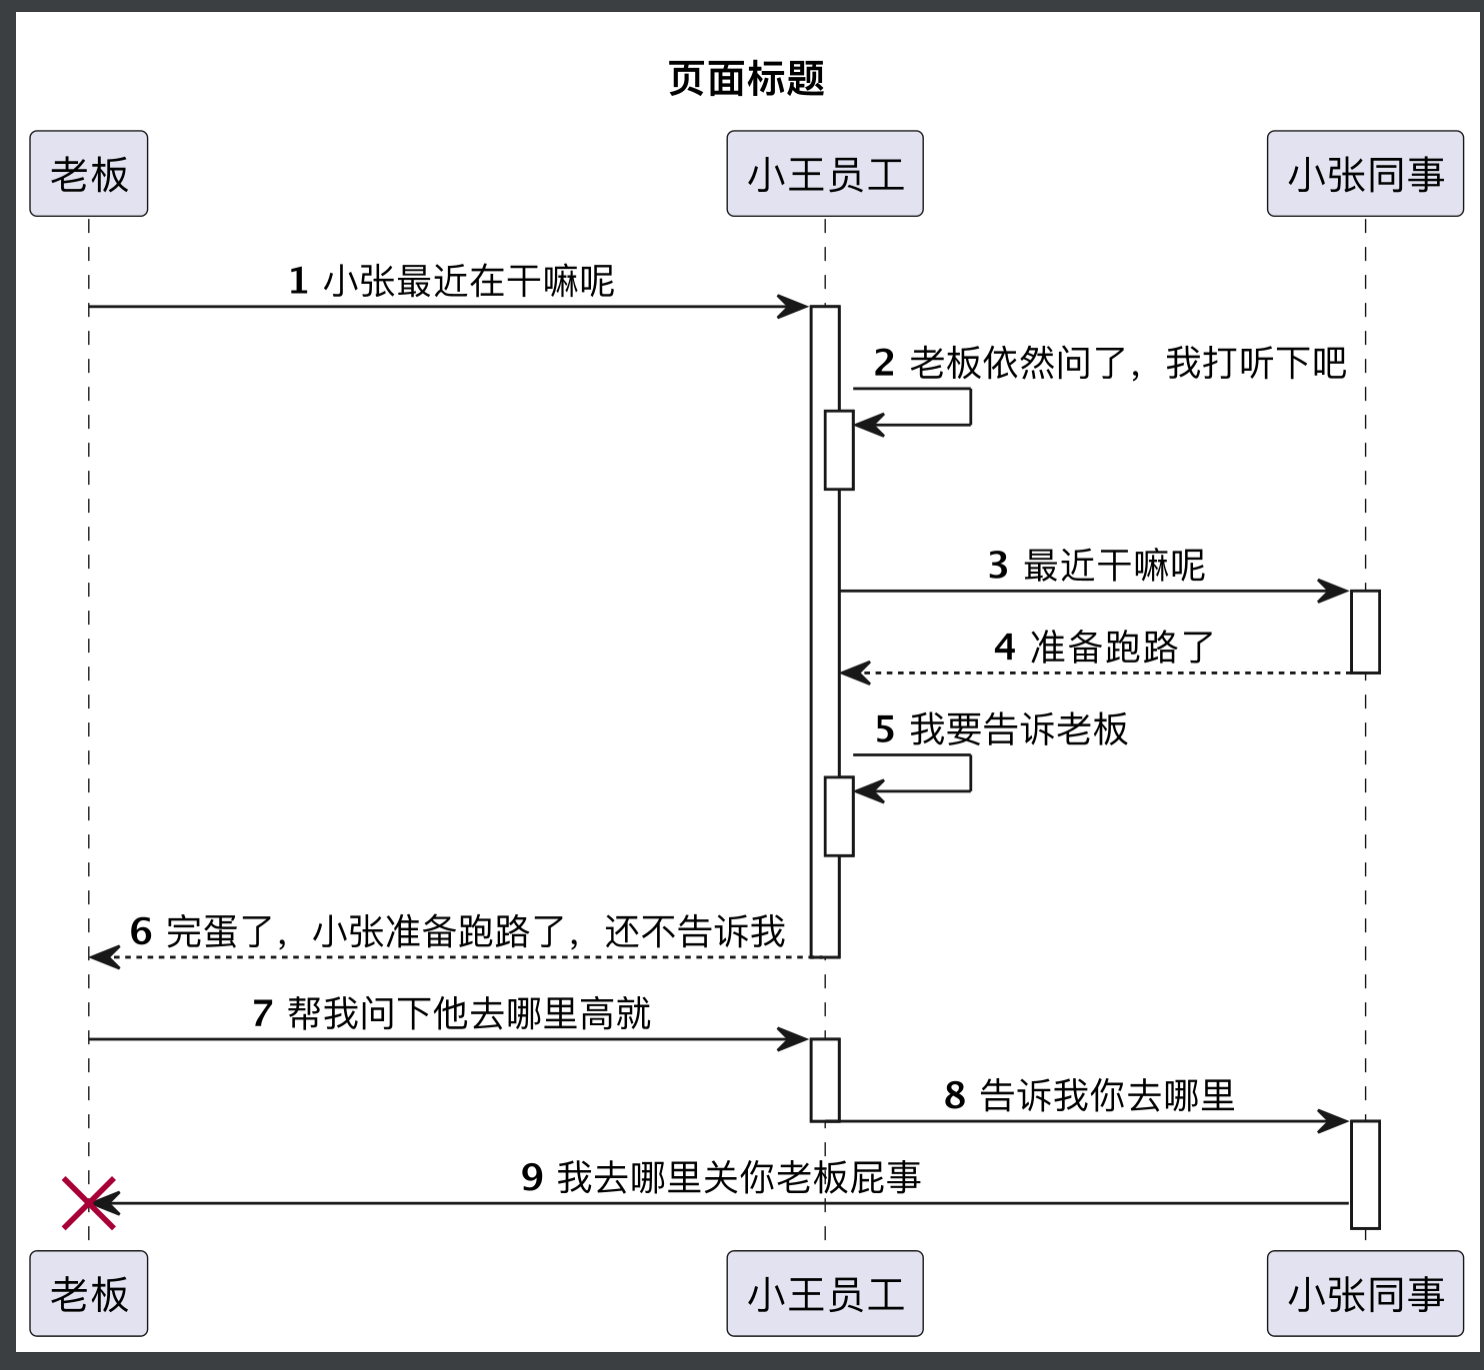 页面标题
老板
小王员工
小张同事
1 小张最近在干嘛呢
2 老板依然问了，我打听下吧
3 最近干嘛呢
4 准备跑路了
5 我要告诉老板
6 完蛋了，小张准备跑路了，还不告诉我
7 帮我问下他去哪里高就
8 告诉我你去哪里
9 我去哪里关你老板屁事
老板
小王员工
小张同事